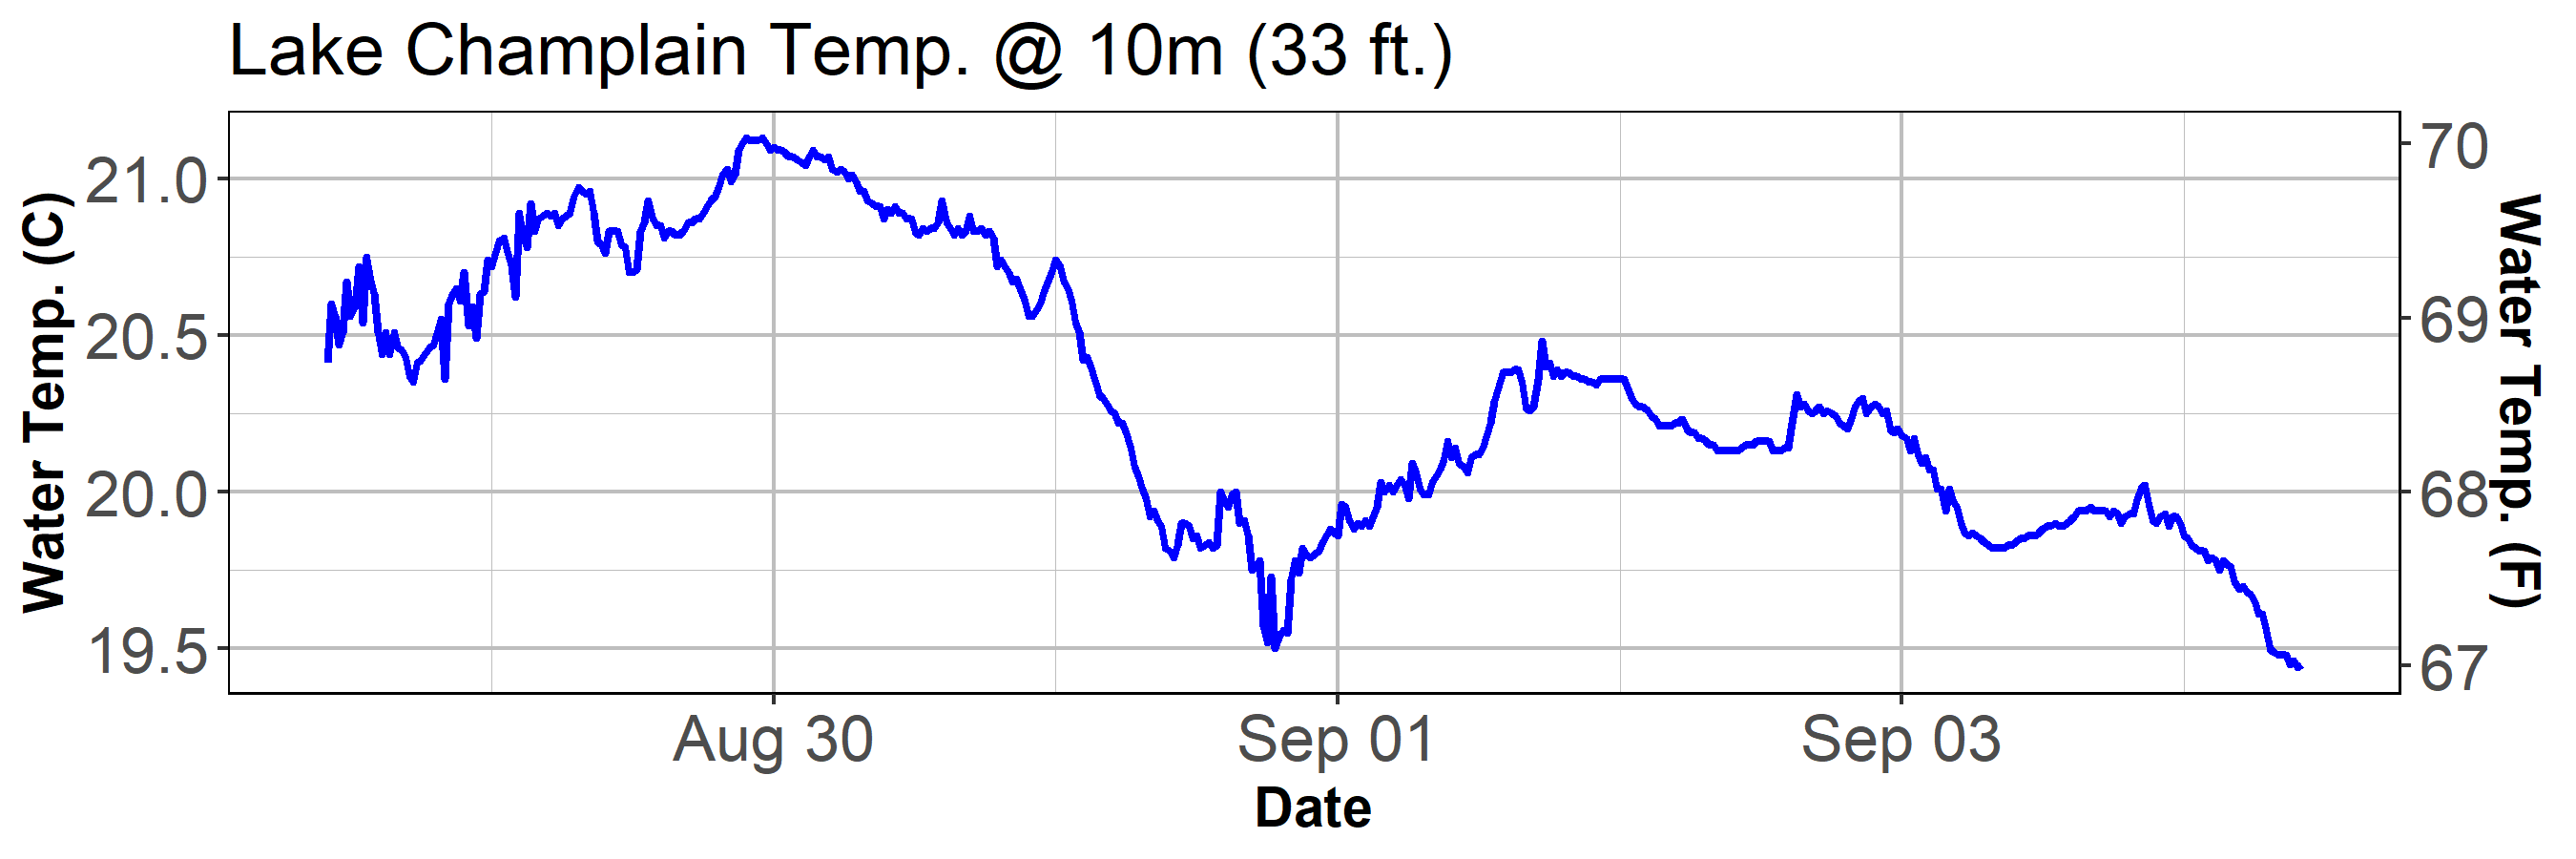 Lake Champlain Temp. @ 10m (33 ft.)
Water Temp. (C)
21.0
20.5
20.0
19.5
70
69
68
67
Water Temp. (F)
Aug 30
Sep 01
Sep 03
Date